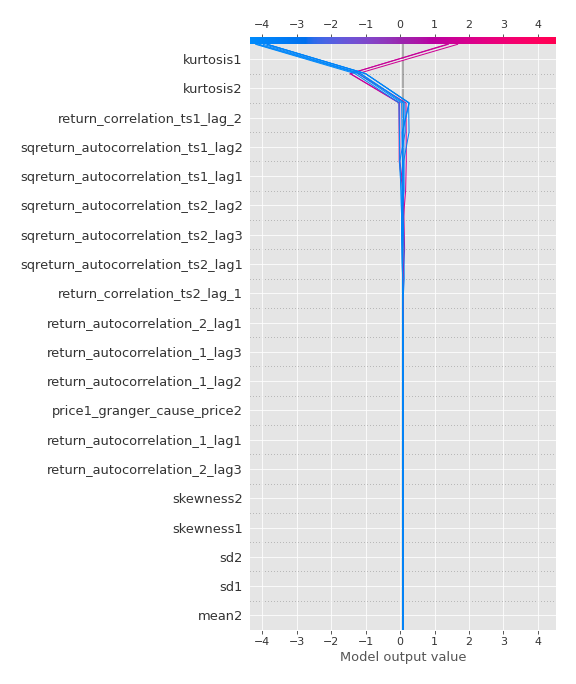 −4 −3 −2 −1 0 1 2 3 4
kurtosis1
kurtosis2
return_correlation_ts1_lag_2
sqreturn_autocorrelation_ts1_lag2
sqreturn_autocorrelation_ts1_lag1
sqreturn_autocorrelation_ts2_lag2
sqreturn_autocorrelation_ts2_lag3
sqreturn_autocorrelation_ts2_lag1
return_correlation_ts2_lag_1
return_autocorrelation_2_lag1
return_autocorrelation_1_lag3
return_autocorrelation_1_lag2
price1_granger_cause_price2
return_autocorrelation_1_lag1
return_autocorrelation_2_lag3
skewness2
skewness1
sd2
sd1
mean2
−4 −3 −2 −1 0 1 2 3 4
Model output value